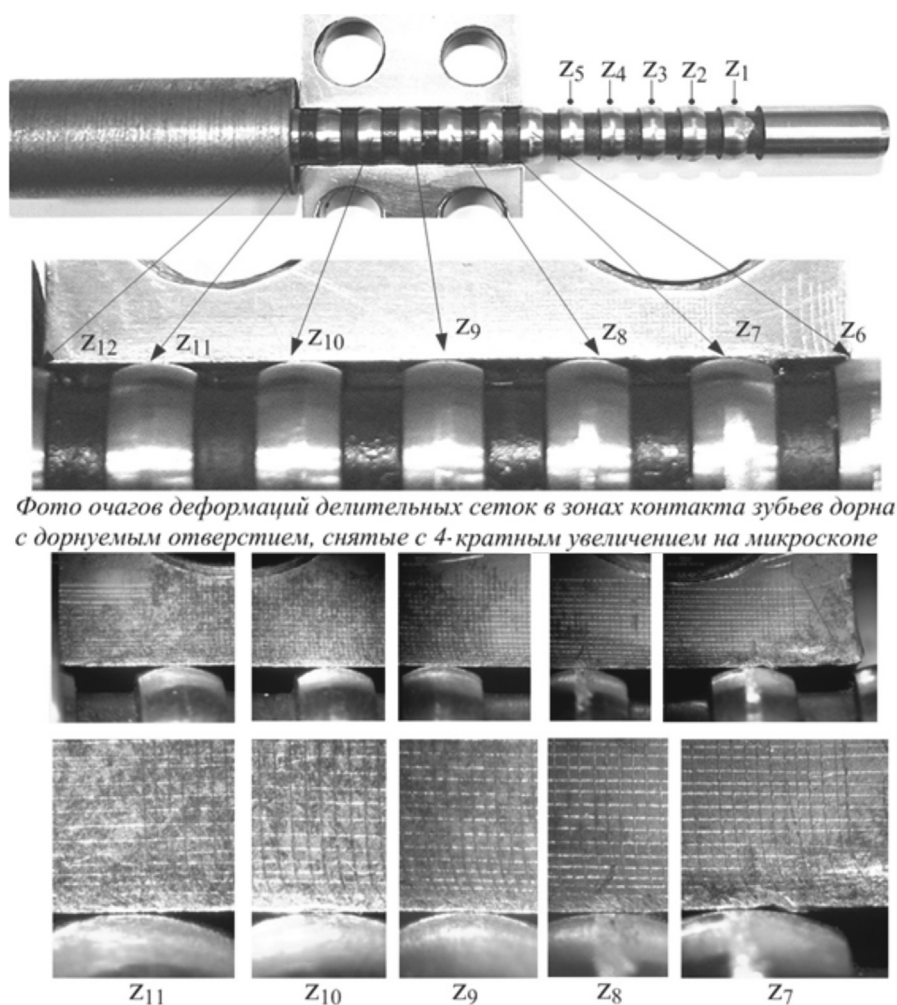 z5 z4 z3 z2 z1
z12 z11 z10 z9 z8 z7 z6
Фото очагов деформаций делительных сеток в зонах контакта зубьев дорна
с дорнуемым отверстием, снятые с 4-кратным увеличением на микроскопе
z11 z10 z9 z8 z7